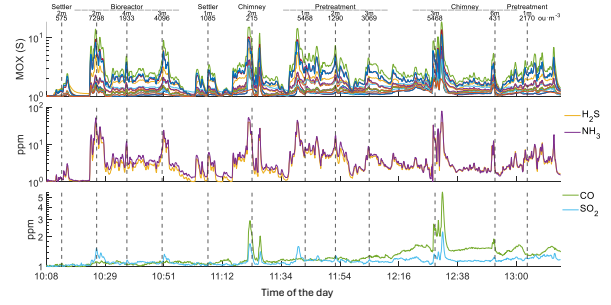 Settler Bioreactor Settler Chimney Pretreatment Chimney Pretreatment
2m 2m 4m 3m 1m 2m 1m 2m 3m 5m 6m 1m
575 7298 1933 4096 1085 215 5468 1290 3069 5468 431 2170 ou m⁻³
MOX (S)
10¹
10⁰
ppm
10²
10¹
10⁰
H₂S
NH₃
ppm
5
4
3
2
1
CO
SO₂
10:08 10:29 10:51 11:12 11:34 11:54 12:16 12:38 13:00
Time of the day